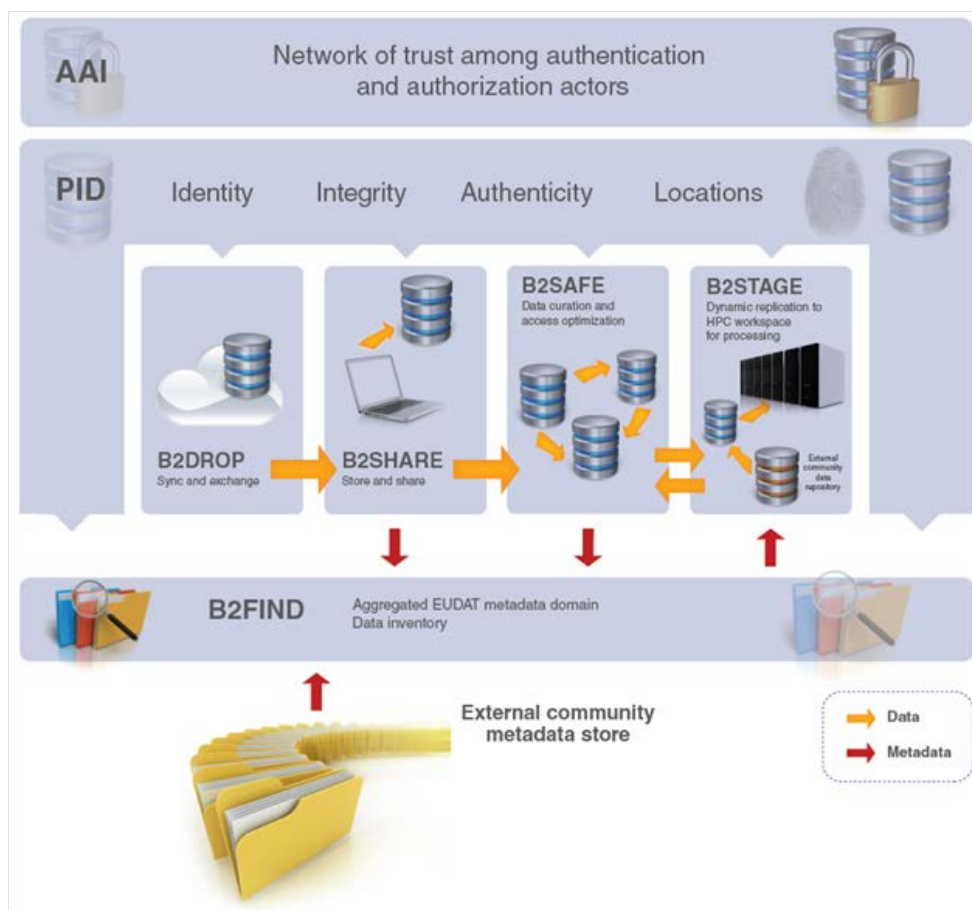 AAI
Network of trust among authentication
and authorization actors
PID
Identity
Integrity
Authenticity
Locations
B2DROP
Sync and exchange
B2SHARE
Store and share
B2SAFE
Data curation and
access optimization
B2STAGE
Dynamic replication to
HPC workspace
for processing
External
community
data
repository
B2FIND
Aggregated EUDAT metadata domain
Data inventory
External community
metadata store
Data
Metadata